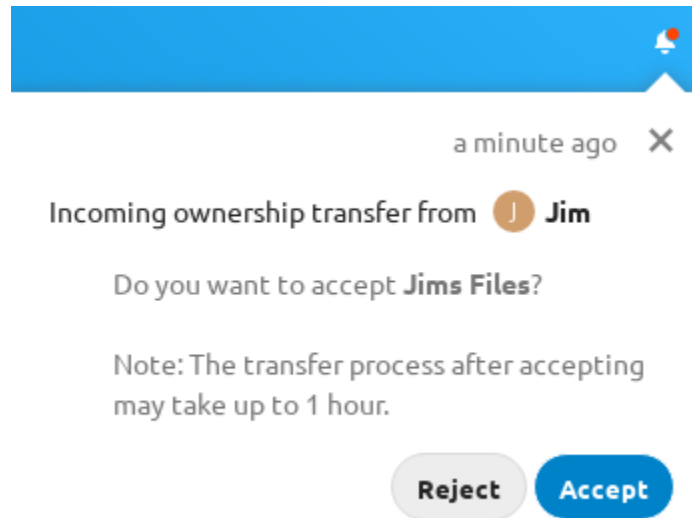 a minute ago
Incoming ownership transfer from J Jim
Do you want to accept Jims Files?
Note: The transfer process after accepting
may take up to 1 hour.
Reject Accept